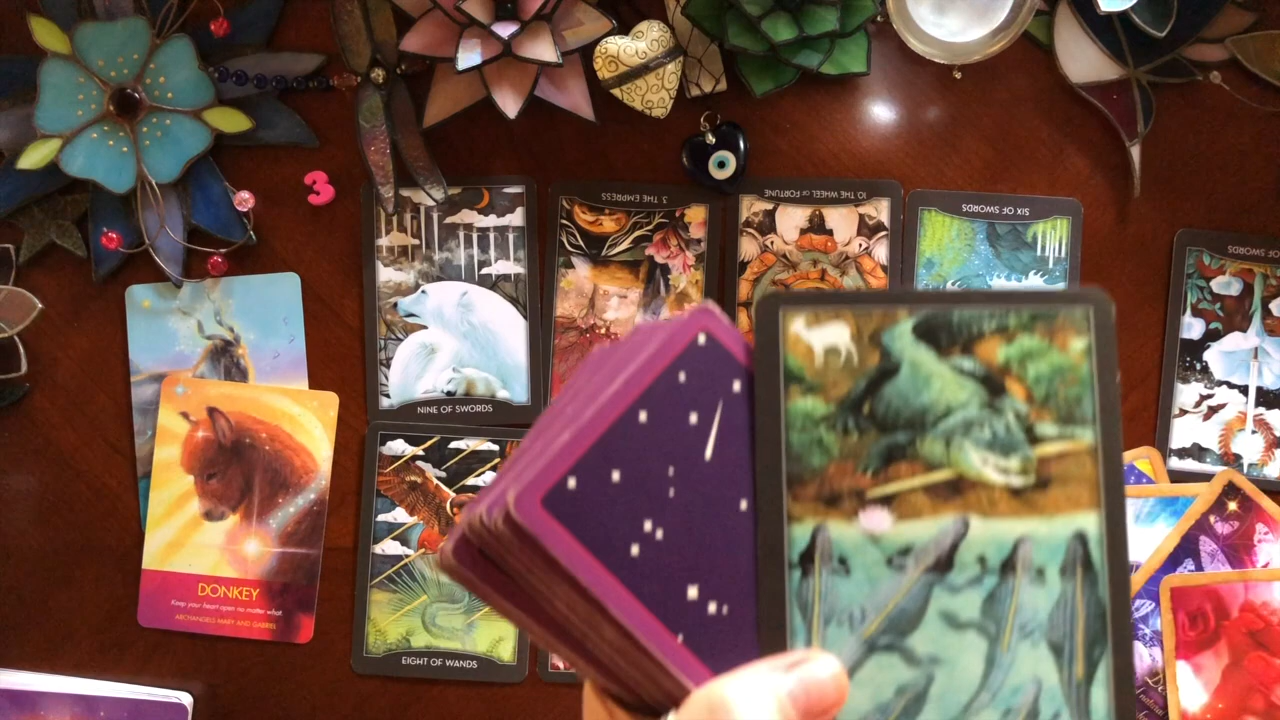 3
3. THE EMPRESS
10. THE WHEEL OF FORTUNE
SIX OF SWORDS
OF SWORDS
NINE OF SWORDS
EIGHT OF WANDS
DONKEY
Keep your heart open no matter what.
ARCHANGELS MARY AND GABRIEL